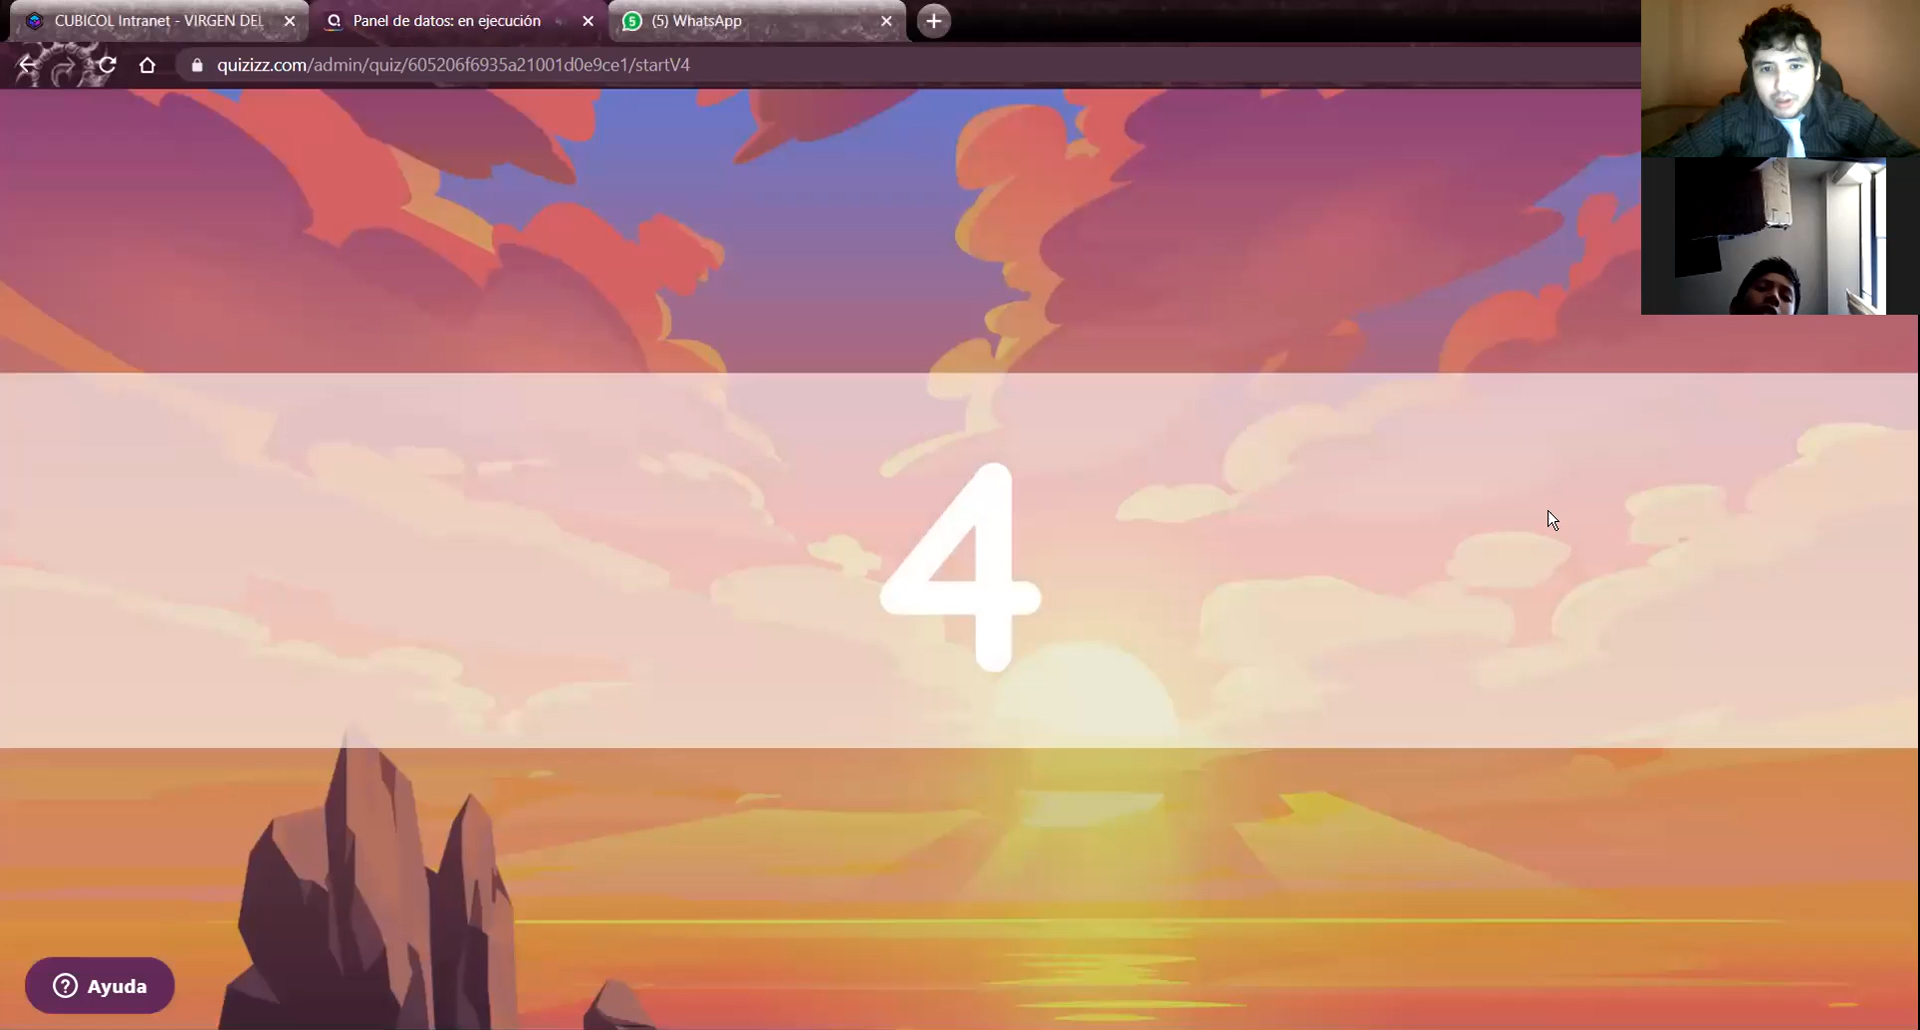 CUBICOL Intranet - VIRGEN DEL
Panel de datos: en ejecución
5 (5) WhatsApp
quizizz.com/admin/quiz/605206f6935a21001d0e9ce1/startV4
4
? Ayuda